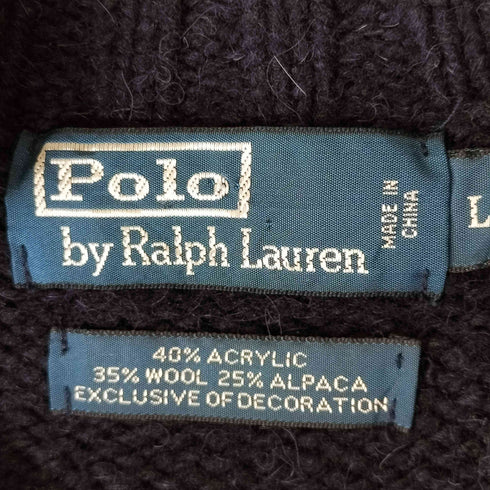 Polo
by Ralph Lauren
MADE IN
CHINA
L
40% ACRYLIC
35% WOOL 25% ALPACA
EXCLUSIVE OF DECORATION